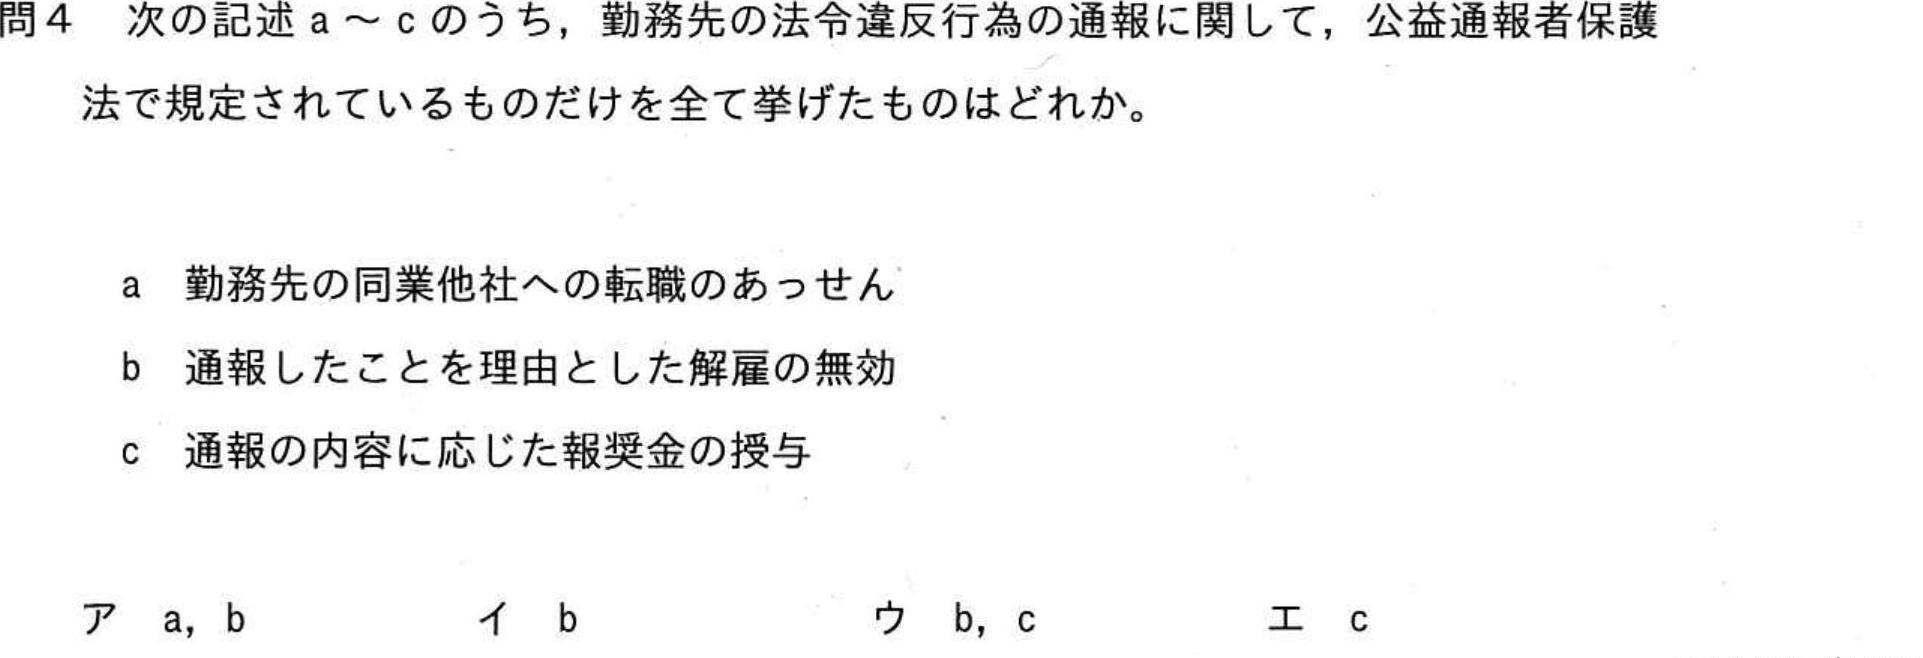 問4 次の記述 a ～ c のうち，勤務先の法令違反行為の通報に関して，公益通報者保護
法で規定されているものだけを全て挙げたものはどれか。
a 勤務先の同業他社への転職のあっせん
b 通報したことを理由とした解雇の無効
c 通報の内容に応じた報奨金の授与
ア a，b イ b ウ b，c エ c